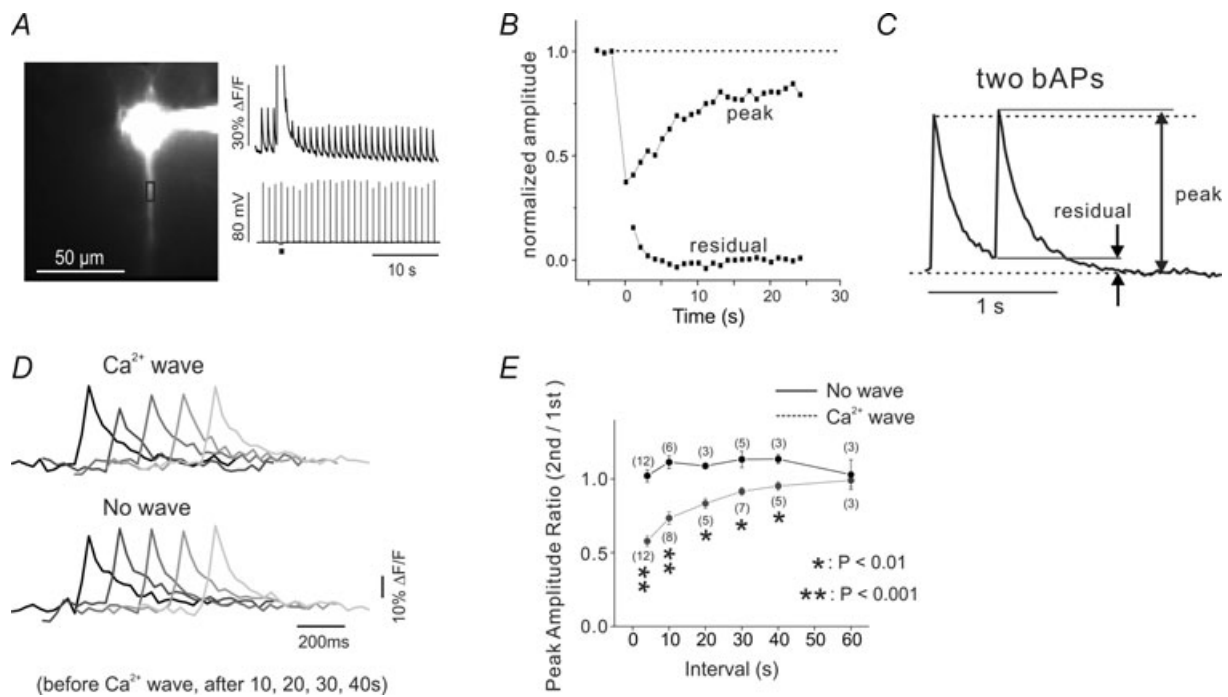 A
50 µm
30% ΔF/F
80 mV
10 s
B
normalized amplitude
1.0
0.5
0.0
peak
residual
0
10
20
30
Time (s)
C
two bAPs
residual
peak
1 s
D
Ca2+ wave
No wave
10% ΔF/F
200ms
(before Ca2+ wave, after 10, 20, 30, 40s)
E
No wave
Ca2+ wave
Peak Amplitude Ratio (2nd / 1st)
1.0
0.5
0.0
(12)
(6)
(3)
(5)
(3)
(3)
(12)
(8)
(5)
(7)
(5)
(3)
*
*
*
*
*
*
*
*: P < 0.01
**: P < 0.001
0
10
20
30
40
50
60
Interval (s)